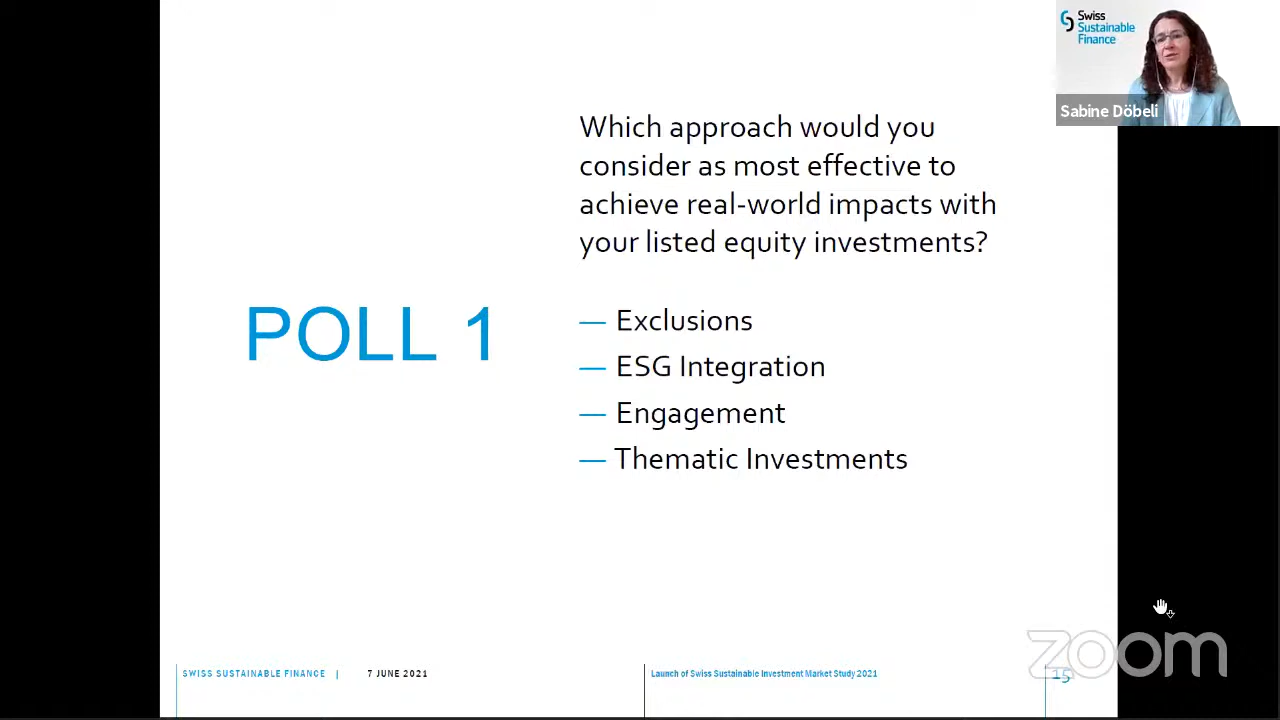 Swiss
Sustainable
Finance
Sabine Döbeli
Which approach would you
consider as most effective to
achieve real-world impacts with
your listed equity investments?
POLL 1
— Exclusions
— ESG Integration
— Engagement
— Thematic Investments
zoom
SWISS SUSTAINABLE FINANCE | 7 JUNE 2021
Launch of Swiss Sustainable Investment Market Study 2021
15